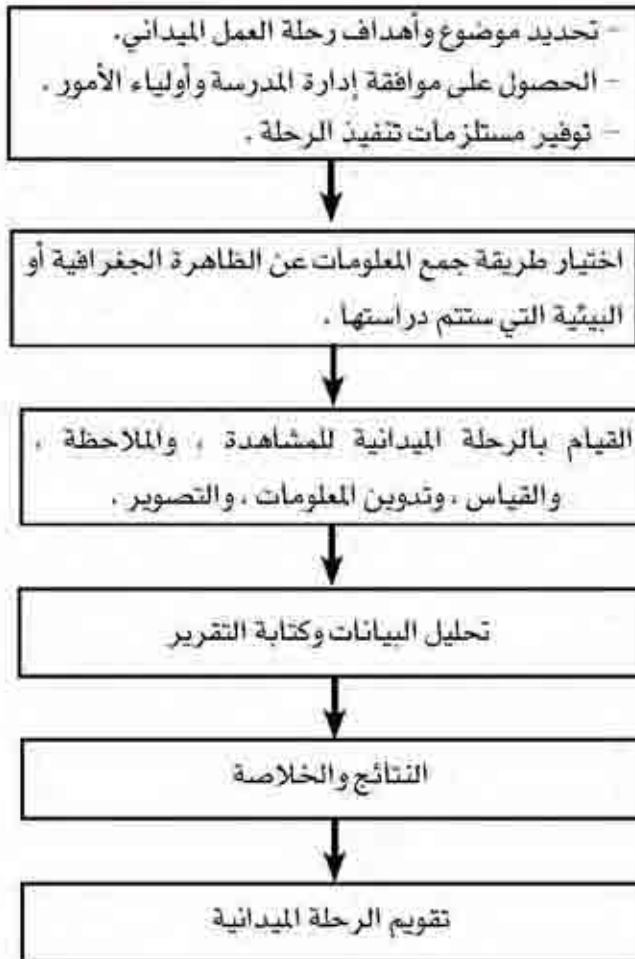 - تحديد موضوع وأهداف رحلة العمل الميداني.
- الحصول على موافقة إدارة المدرسة وأولياء الأمور .
- توفير مستلزمات تنفيذ الرحلة .
اختيار طريقة جمع المعلومات عن الظاهرة الجغرافية أو
البيئية التي ستتم دراستها .
القيام بالرحلة الميدانية للمشاهدة ، والملاحظة ،
والقياس ، وتدوين المعلومات ، والتصوير .
تحليل البيانات وكتابة التقرير
النتائج والخلاصة
تقويم الرحلة الميدانية